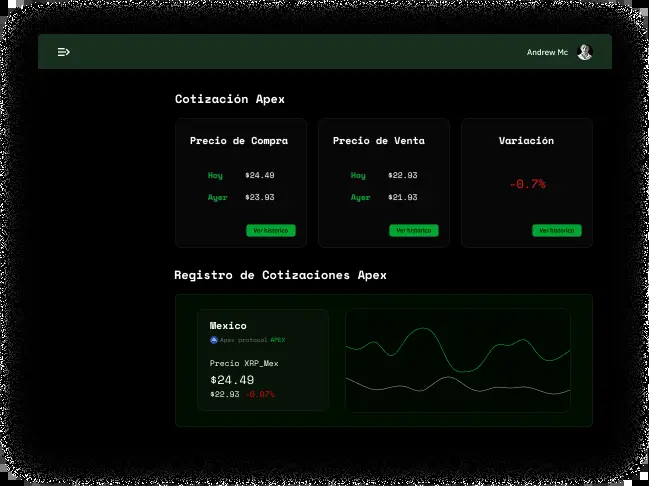 Andrew Mc
Cotización Apex
Precio de Compra
Hoy $24.49
Ayer $23.93
Ver histórico
Precio de Venta
Hoy $22.93
Ayer $21.93
Ver histórico
Variación
-0.7%
Ver histórico
Registro de Cotizaciones Apex
Mexico
Apex protocol APEX
Precio XRP_Mex
$24.49
$22.93 -0.07%